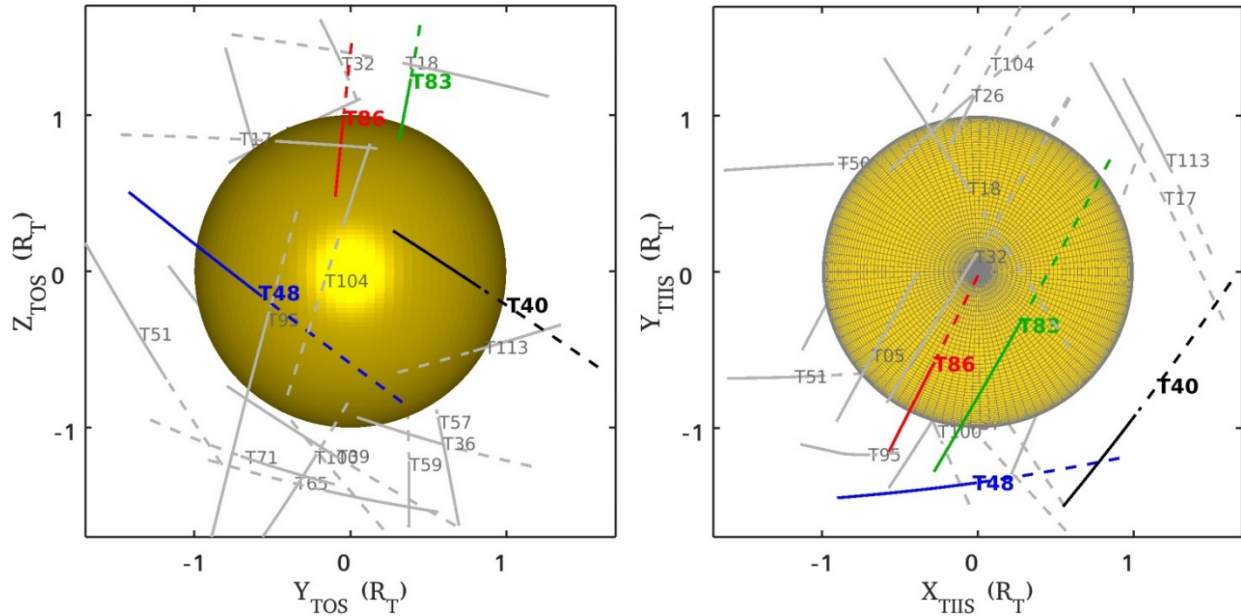 T32
T18
T83
T86
1
T17
Z_TOS (R_T)
0
T104
T48
T95
T40
T51
T113
-1
T57
T36
T71
T39
T59
T65
-1
0
1
Y_TOS (R_T)
T104
T26
1
T50
T113
T18
T17
Y_TIIS (R_T)
0
T32
T83
T05
T86
T51
T40
-1
T100
T95
T48
-1
0
1
X_TIIS (R_T)